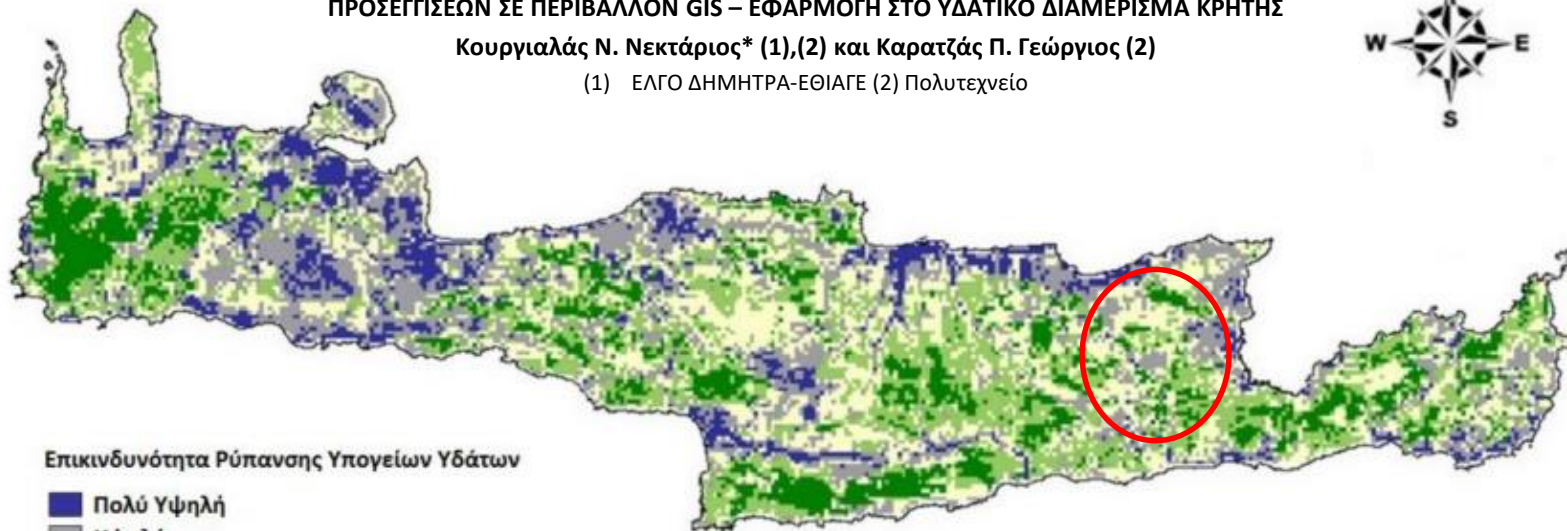 ΠΡΟΣΕΓΓΙΣΕΩΝ ΣΕ ΠΕΡΙΒΑΛΛΟΝ GIS – ΕΦΑΡΜΟΓΗ ΣΤΟ ΥΔΑΤΙΚΟ ΔΙΑΜΕΡΙΣΜΑ ΚΡΗΤΗΣ
Κουργιαλάς Ν. Νεκτάριος* (1),(2) και Καρατζάς Π. Γεώργιος (2)
(1) ΕΛΓΟ ΔΗΜΗΤΡΑ-ΕΘΙΑΓΕ (2) Πολυτεχνείο
W E
S
Επικινδυνότητα Ρύπανσης Υπογείων Υδάτων
Πολύ Υψηλή